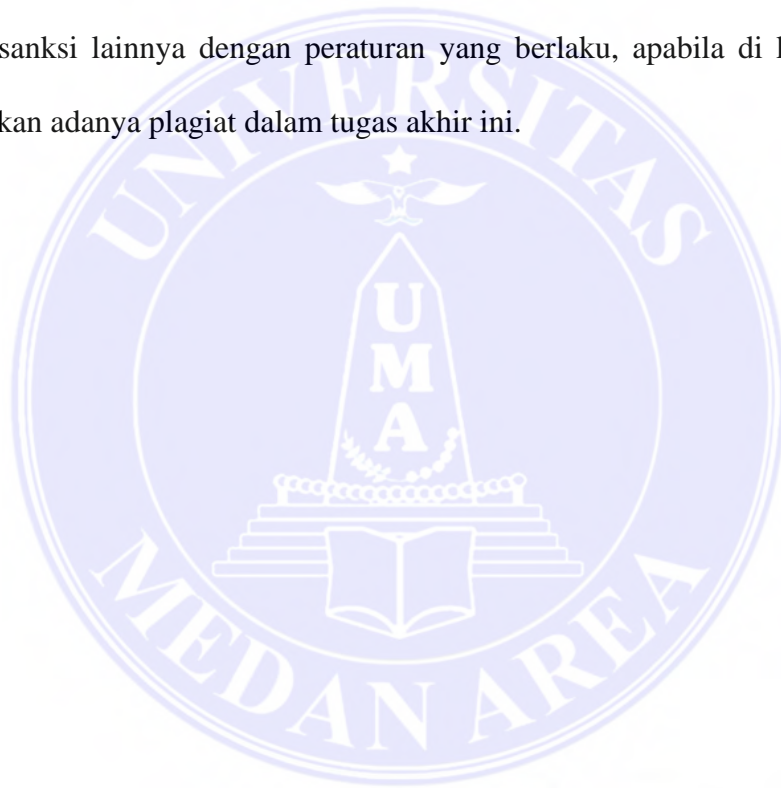 sanksi lainnya dengan peraturan yang berlaku, apabila di
kan adanya plagiat dalam tugas akhir ini.
UNIVERSITAS
U
M
A
MEDAN AREA